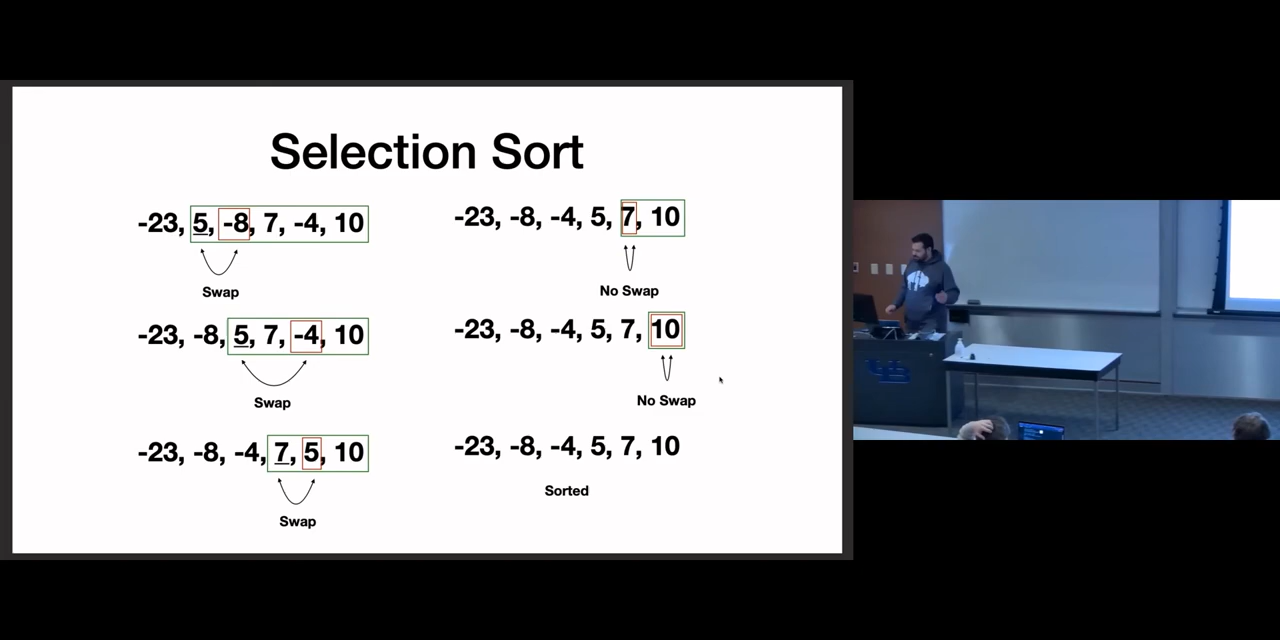 Selection Sort
-23, 5, -8, 7, -4, 10
Swap
-23, -8, 5, 7, -4, 10
Swap
-23, -8, -4, 7, 5, 10
Swap
-23, -8, -4, 5, 7, 10
No Swap
-23, -8, -4, 5, 7, 10
No Swap
-23, -8, -4, 5, 7, 10
Sorted